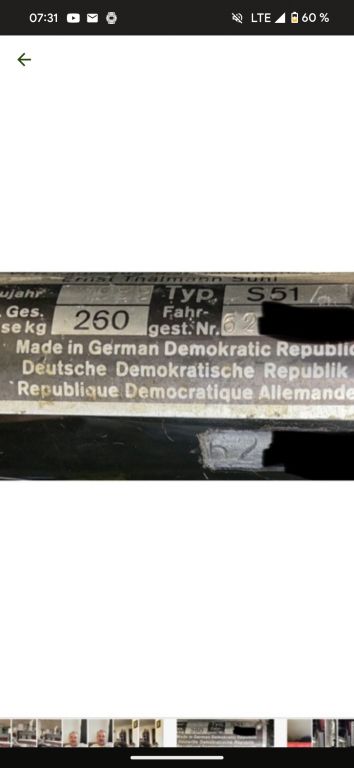 07:31 LTE 60 %
Ernst Thälmann Suhl
ujahr Typ S51/
Ges. 260 Fahr-
se kg gest. Nr. 62
Made in German Demokratic Republic
Deutsche Demokratische Republik
Republique Democratique Allemande
62